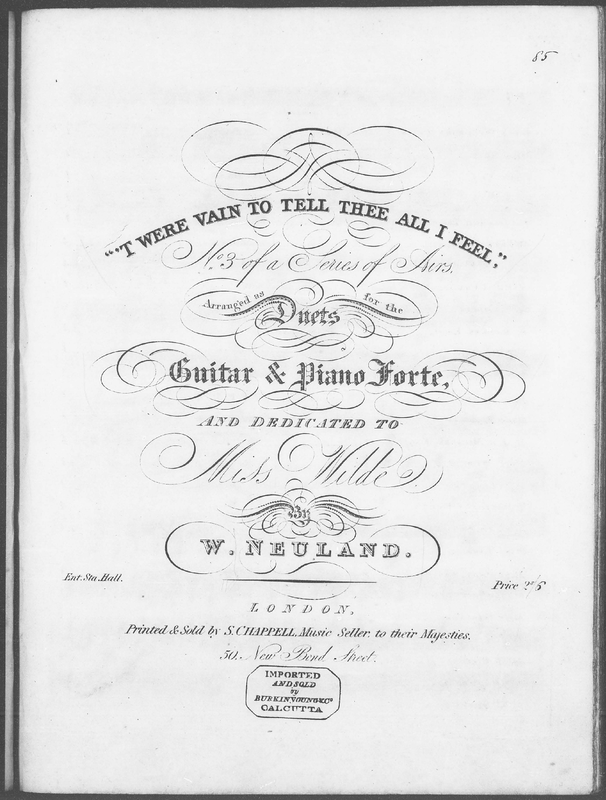 85
"'T WERE VAIN TO TELL THEE ALL I FEEL,"
No. 3 of a Series of Airs.
Arranged as Duets for the
Guitar & Piano Forte,
AND DEDICATED TO
Miss Wilde
By
W. NEULAND.
Ent. Sta. Hall.
Price 2/6
LONDON,
Printed & Sold by S. CHAPPELL, Music Seller, to their Majesties.
50, New Bond Street.
IMPORTED
AND SOLD
by
BURKINYOUNG & Co
CALCUTTA